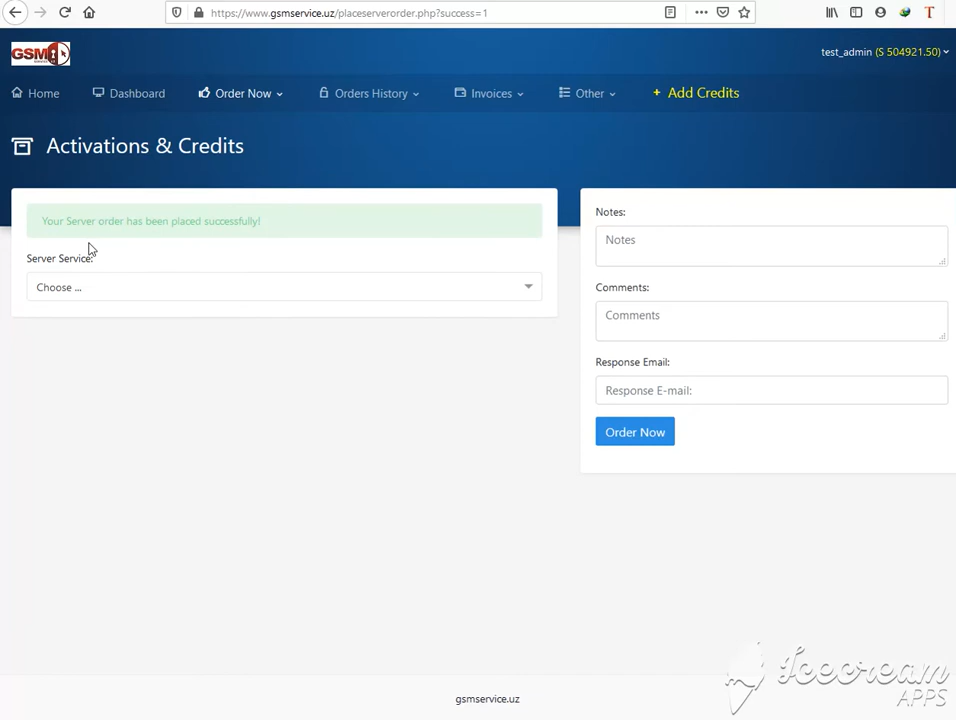 https://www.gsmservice.uz/placeserverorder.php?success=1
GSM
test_admin (S 504921.50)
Home
Dashboard
Order Now
Orders History
Invoices
Other
+ Add Credits
Activations & Credits
Your Server order has been placed successfully!
Server Service:
Choose ...
Notes:
Notes
Comments:
Comments
Response Email:
Response E-mail:
Order Now
gsmservice.uz
Icecream
APPS